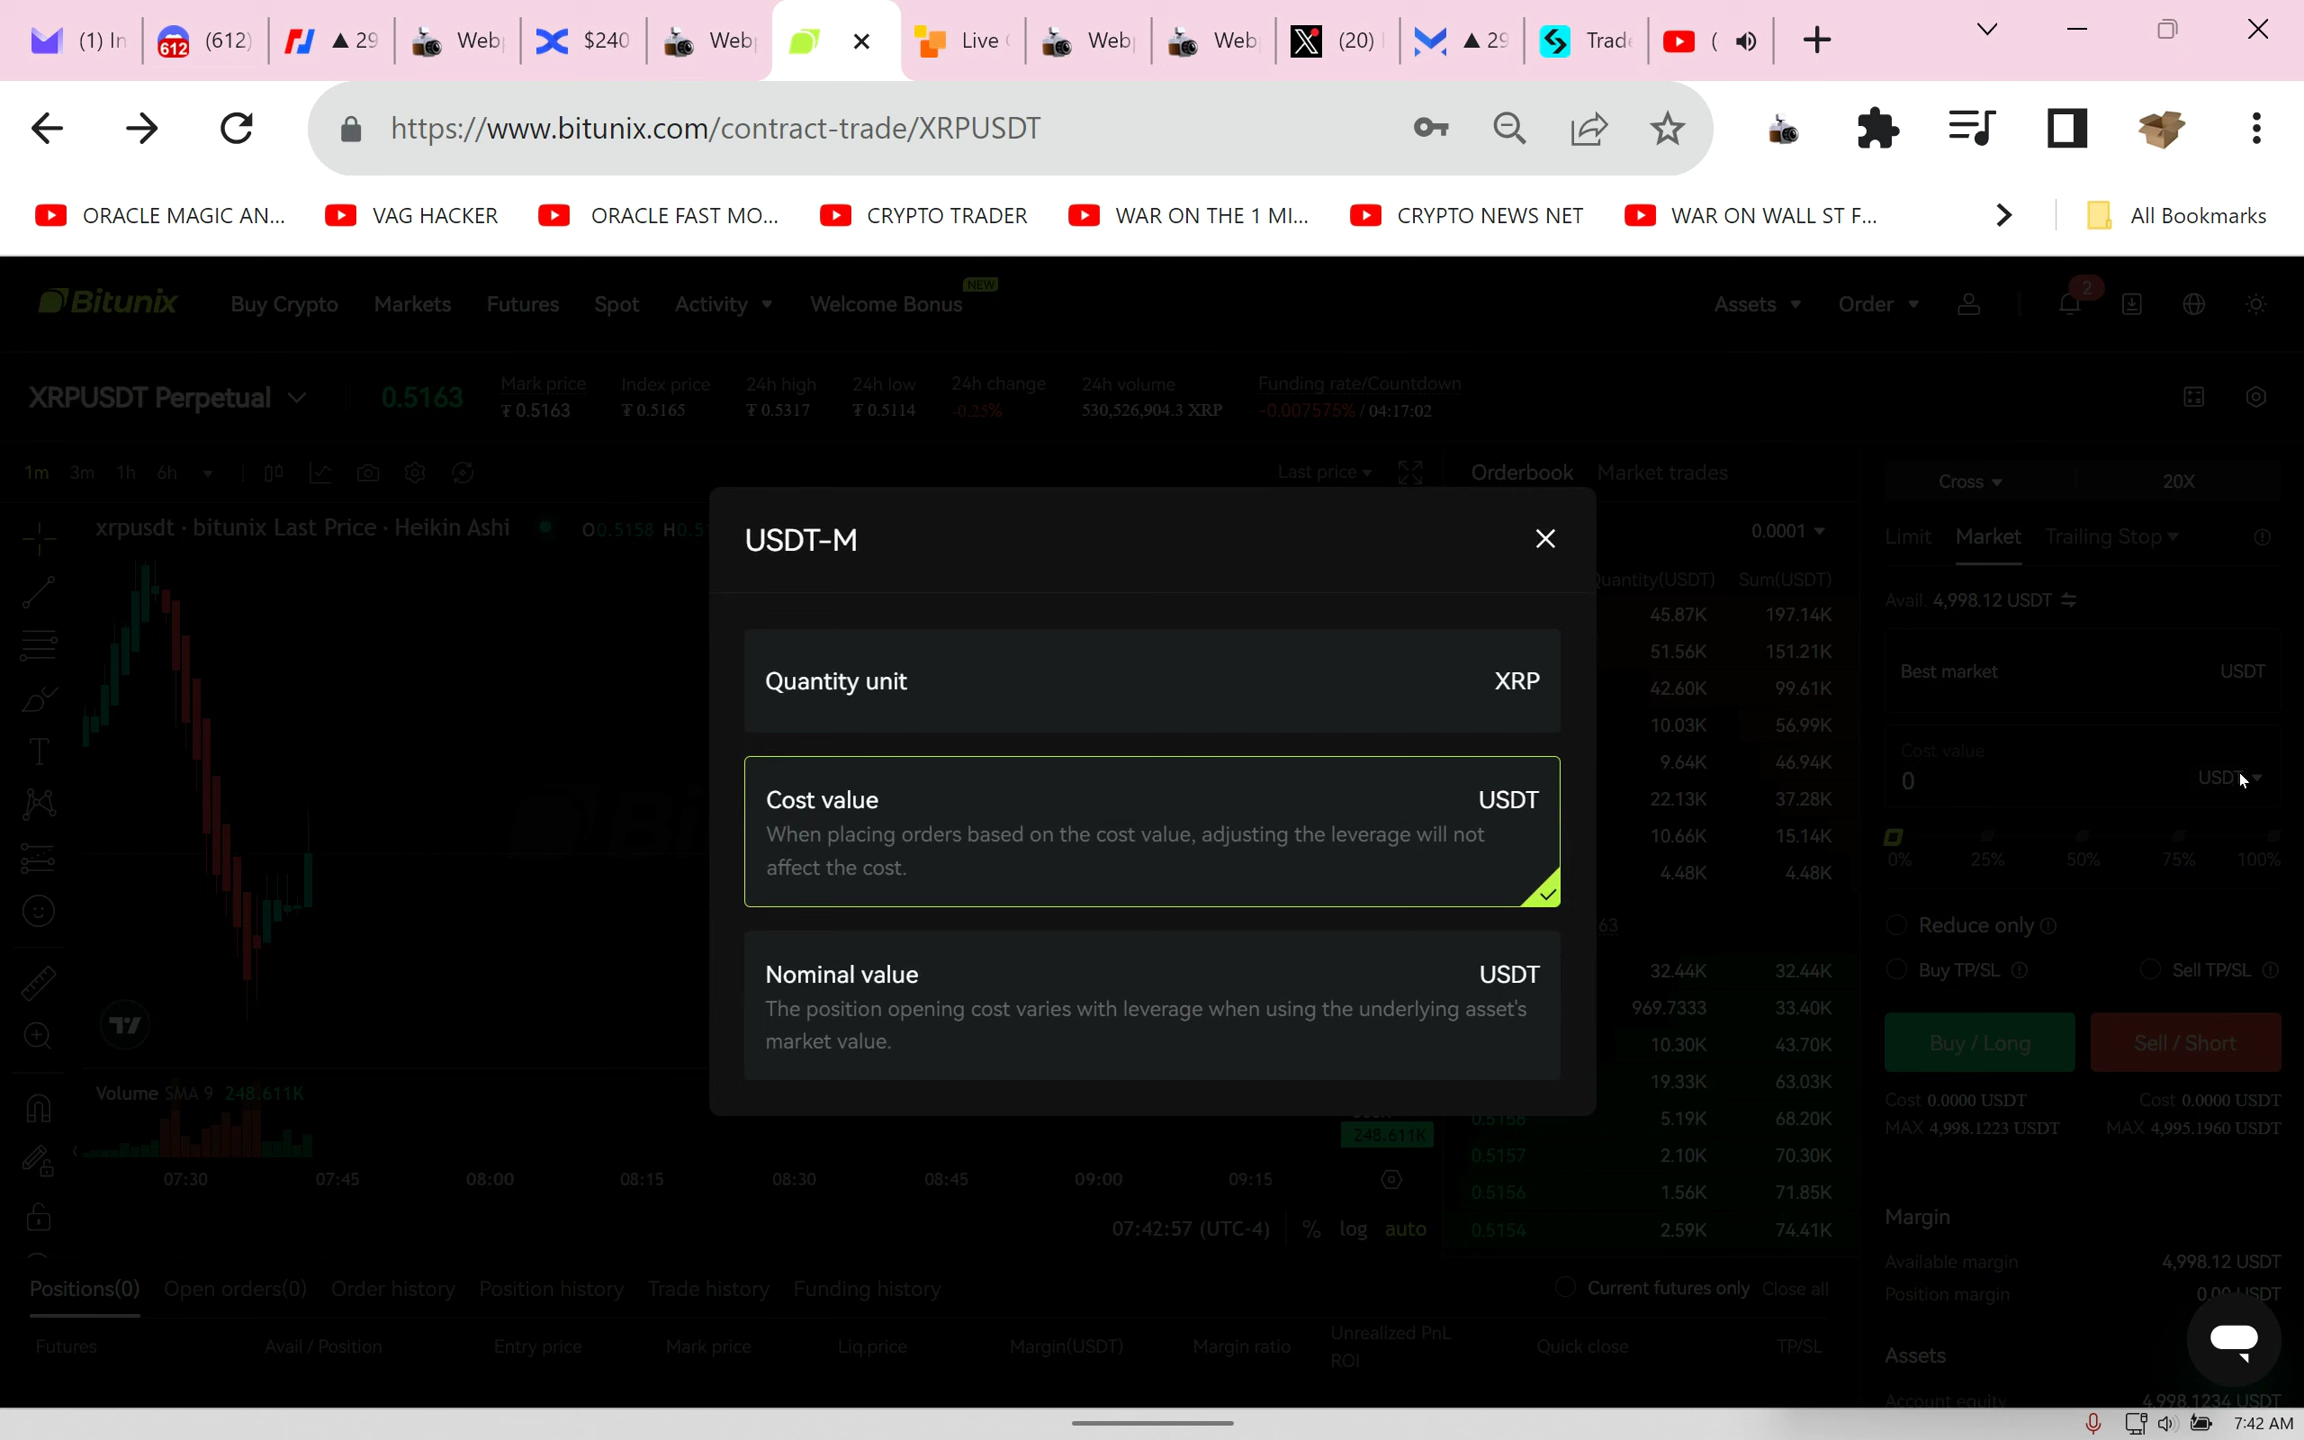 (1) In
612 (612)
▲ 29
Web
$240
Web
Live
Web
Web
(20)
▲ 29
Trade
(
https://www.bitunix.com/contract-trade/XRPUSDT
ORACLE MAGIC AN...
VAG HACKER
ORACLE FAST MO...
CRYPTO TRADER
WAR ON THE 1 MI...
CRYPTO NEWS NET
WAR ON WALL ST F...
All Bookmarks
Bitunix
Buy Crypto Markets Futures Spot Activity Welcome Bonus NEW
Assets Order 2
XRPUSDT Perpetual
0.5163
Mark price
₮ 0.5163
Index price
₮ 0.5165
24h high
₮ 0.5317
24h low
₮ 0.5114
24h change
-0.25%
24h volume
530,526,904.3 XRP
Funding rate/Countdown
-0.007575% / 04:17:02
1m 3m 1h 6h
Last price
Orderbook Market trades
Cross 20X
xrpusdt · bitunix Last Price · Heikin Ashi O0.5158
0.0001
Limit Market Trailing Stop
USDT-M
Quantity unit XRP
Cost value USDT
When placing orders based on the cost value, adjusting the leverage will not
affect the cost.
Nominal value USDT
The position opening cost varies with leverage when using the underlying asset's
market value.
Quantity(USDT) Sum(USDT)
45.87K 197.14K
51.56K 151.21K
42.60K 99.61K
10.03K 56.99K
9.64K 46.94K
22.13K 37.28K
10.66K 15.14K
4.48K 4.48K
63
32.44K 32.44K
969.7333 33.40K
10.30K 43.70K
19.33K 63.03K
0.5158 5.19K 68.20K
0.5157 2.10K 70.30K
0.5156 1.56K 71.85K
0.5154 2.59K 74.41K
Avail. 4,998.12 USDT
Best market USDT
Cost value
0 USDT
0% 25% 50% 75% 100%
Reduce only
Buy TP/SL Sell TP/SL
Buy / Long Sell / Short
Cost 0.0000 USDT Cost 0.0000 USDT
MAX 4,998.1223 USDT MAX 4,995.1960 USDT
Margin
Available margin 4,998.12 USDT
Position margin 0.00 USDT
Assets
Account equity 4,998.1234 USDT
Volume SMA 9 248.611K
248.611K
07:30 07:45 08:00 08:15 08:30 08:45 09:00 09:15
07:42:57 (UTC-4) % log auto
Positions(0) Open orders(0) Order history Position history Trade history Funding history
Current futures only Close all
Futures Avail / Position Entry price Mark price Liq.price Margin(USDT) Margin ratio Unrealized PnL
ROI
Quick close TP/SL
7:42 AM